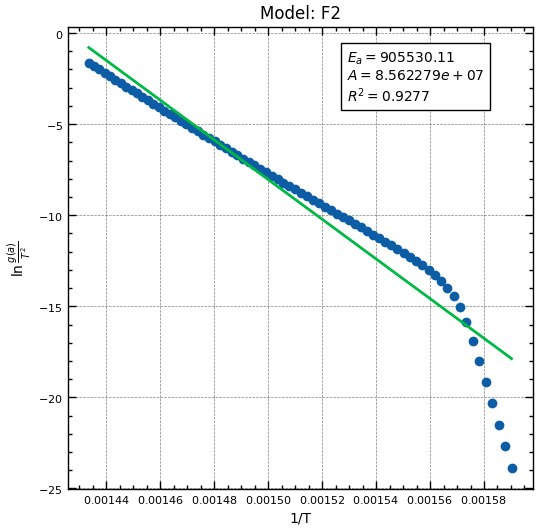 Model: F2
E_a = 905530.11
A = 8.562279e + 07
R^2 = 0.9277
0
−5
−10
−15
−20
−25
ln g(a)/T^2
0.00144 0.00146 0.00148 0.00150 0.00152 0.00154 0.00156 0.00158
1/T